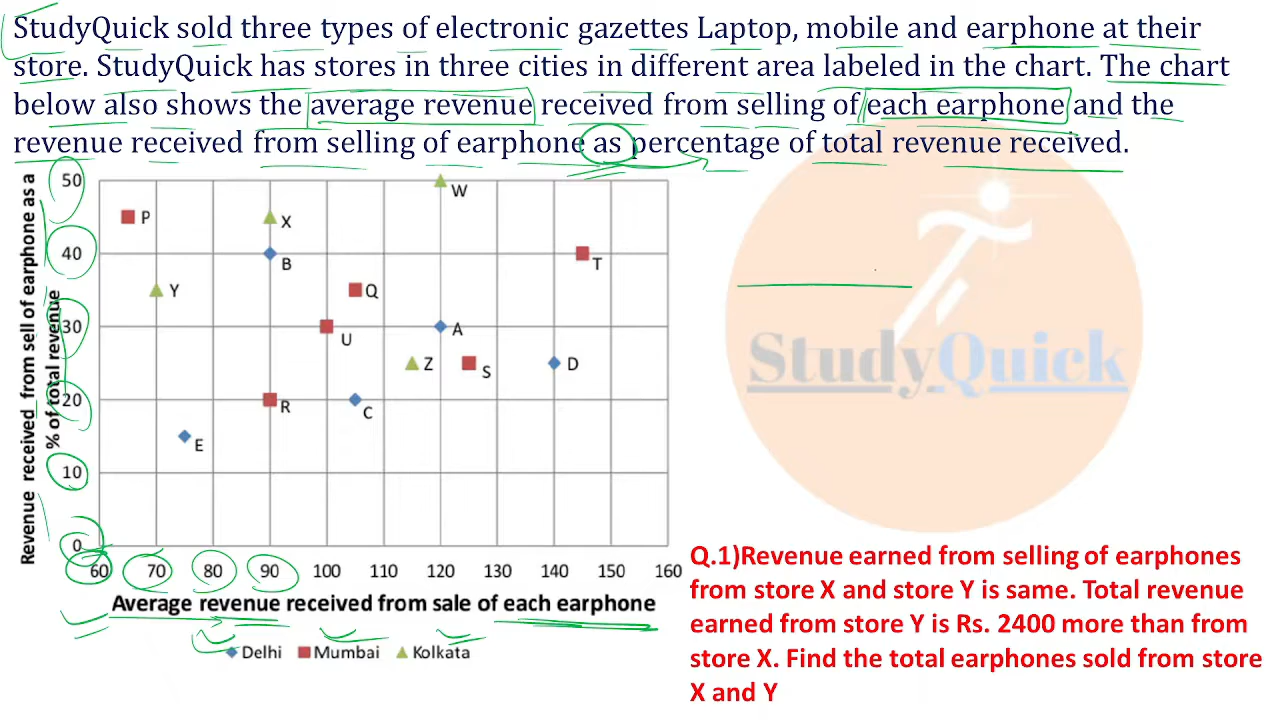 StudyQuick sold three types of electronic gazettes Laptop, mobile and earphone at their
store. StudyQuick has stores in three cities in different area labeled in the chart. The chart
below also shows the average revenue received from selling of each earphone and the
revenue received from selling of earphone as percentage of total revenue received.
Revenue received from sell of earphone as a
% of total revenue
50
40
30
20
10
0
W
P
X
B
T
Y
Q
U
A
Z
S
D
R
C
E
60 70 80 90 100 110 120 130 140 150 160
Average revenue received from sale of each earphone
Delhi Mumbai Kolkata
StudyQuick
Q.1)Revenue earned from selling of earphones
from store X and store Y is same. Total revenue
earned from store Y is Rs. 2400 more than from
store X. Find the total earphones sold from store
X and Y